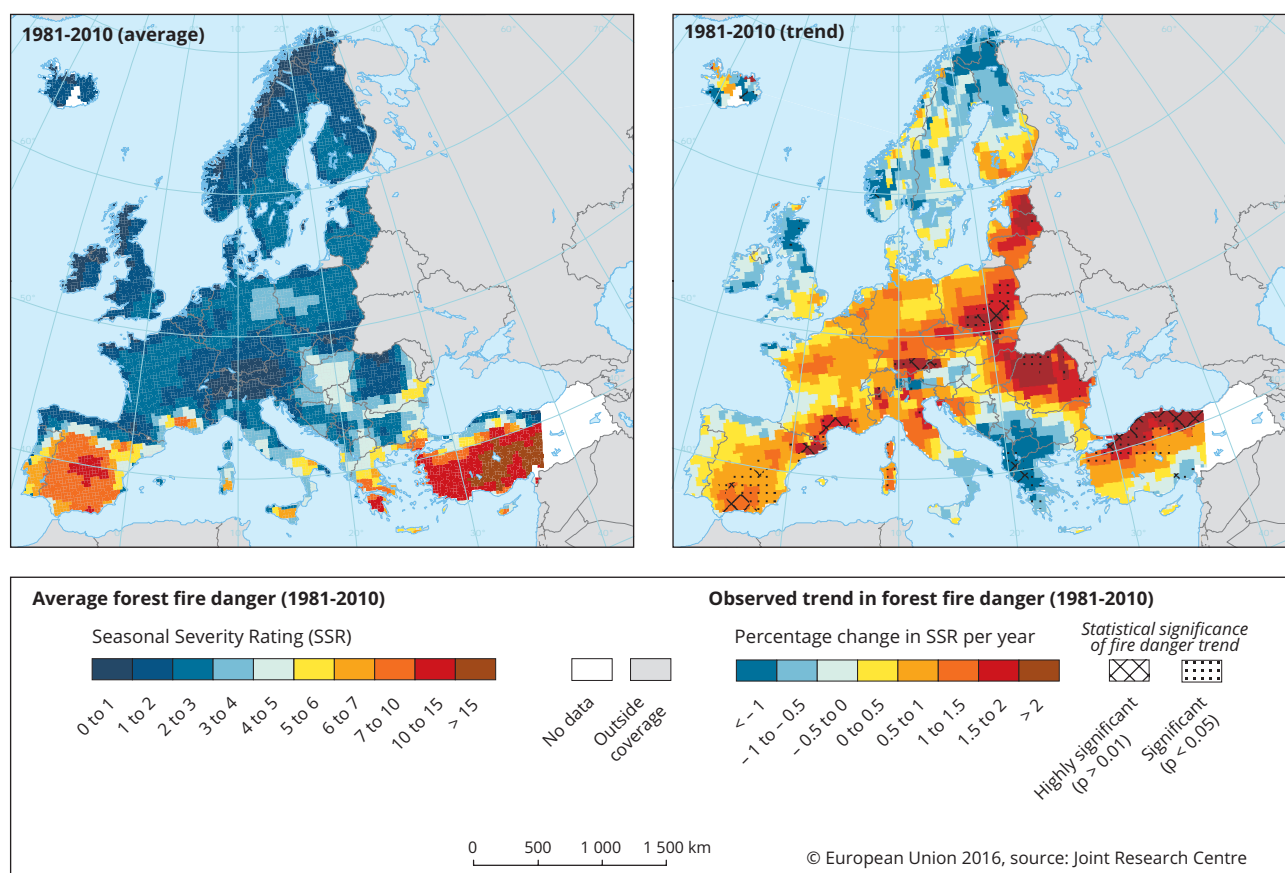 1981-2010 (average)
1981-2010 (trend)
Average forest fire danger (1981-2010)
Seasonal Severity Rating (SSR)
0 to 1
1 to 2
2 to 3
3 to 4
4 to 5
5 to 6
6 to 7
7 to 10
10 to 15
> 15
No data
Outside
coverage
Observed trend in forest fire danger (1981-2010)
Percentage change in SSR per year
< – 1
– 1 to – 0.5
– 0.5 to 0
0 to 0.5
0.5 to 1
1 to 1.5
1.5 to 2
> 2
Statistical significance
of fire danger trend
Highly significant
(p > 0.01)
Significant
(p < 0.05)
0 500 1 000 1 500 km
© European Union 2016, source: Joint Research Centre